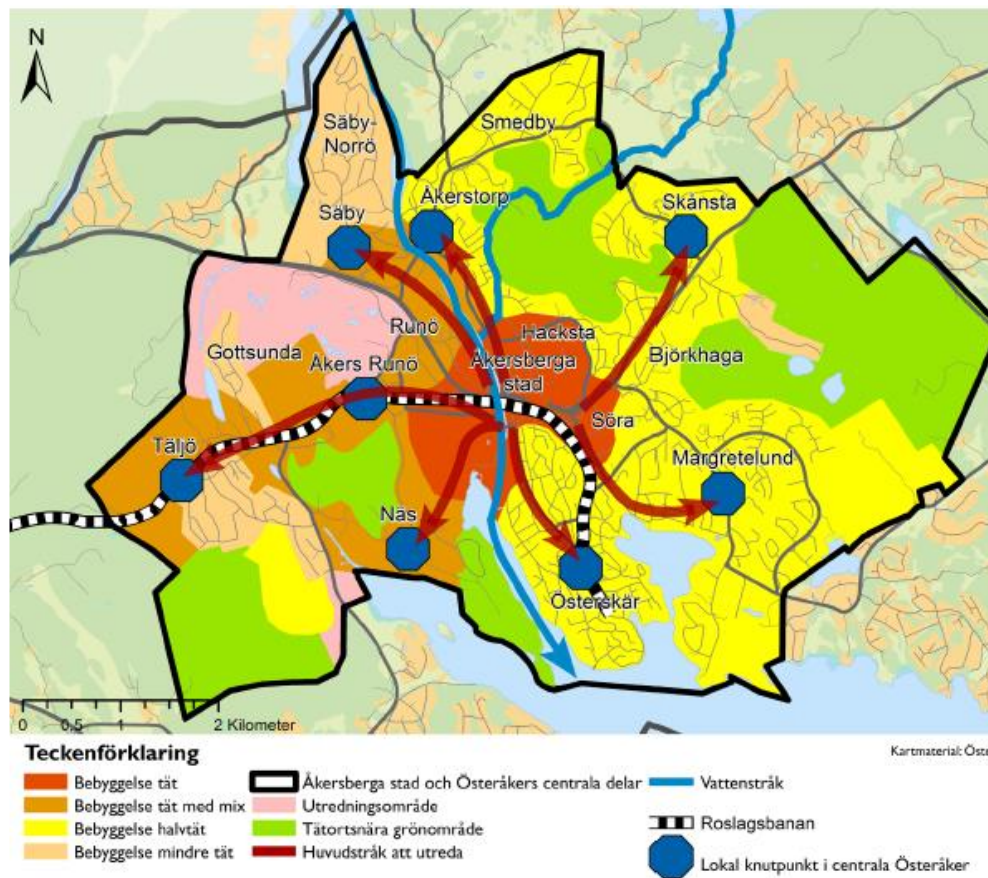 N
Säby-
Norrö
Smedby
Säby
Åkerstorp
Skånsta
Runö
Hacksta
Gottsunda
Åkers Runö
Åkersberga
stad
Björkhaga
Söra
Täljö
Margretelund
Näs
Österskär
0 0,5 1 2 Kilometer
Teckenförklaring
Kartmaterial: Öste
Bebyggelse tät
Bebyggelse tät med mix
Bebyggelse halvtät
Bebyggelse mindre tät
Åkersberga stad och Österåkers centrala delar
Utredningsområde
Tätortsnära grönområde
Huvudstråk att utreda
Vattenstråk
Roslagsbanan
Lokal knutpunkt i centrala Österåker